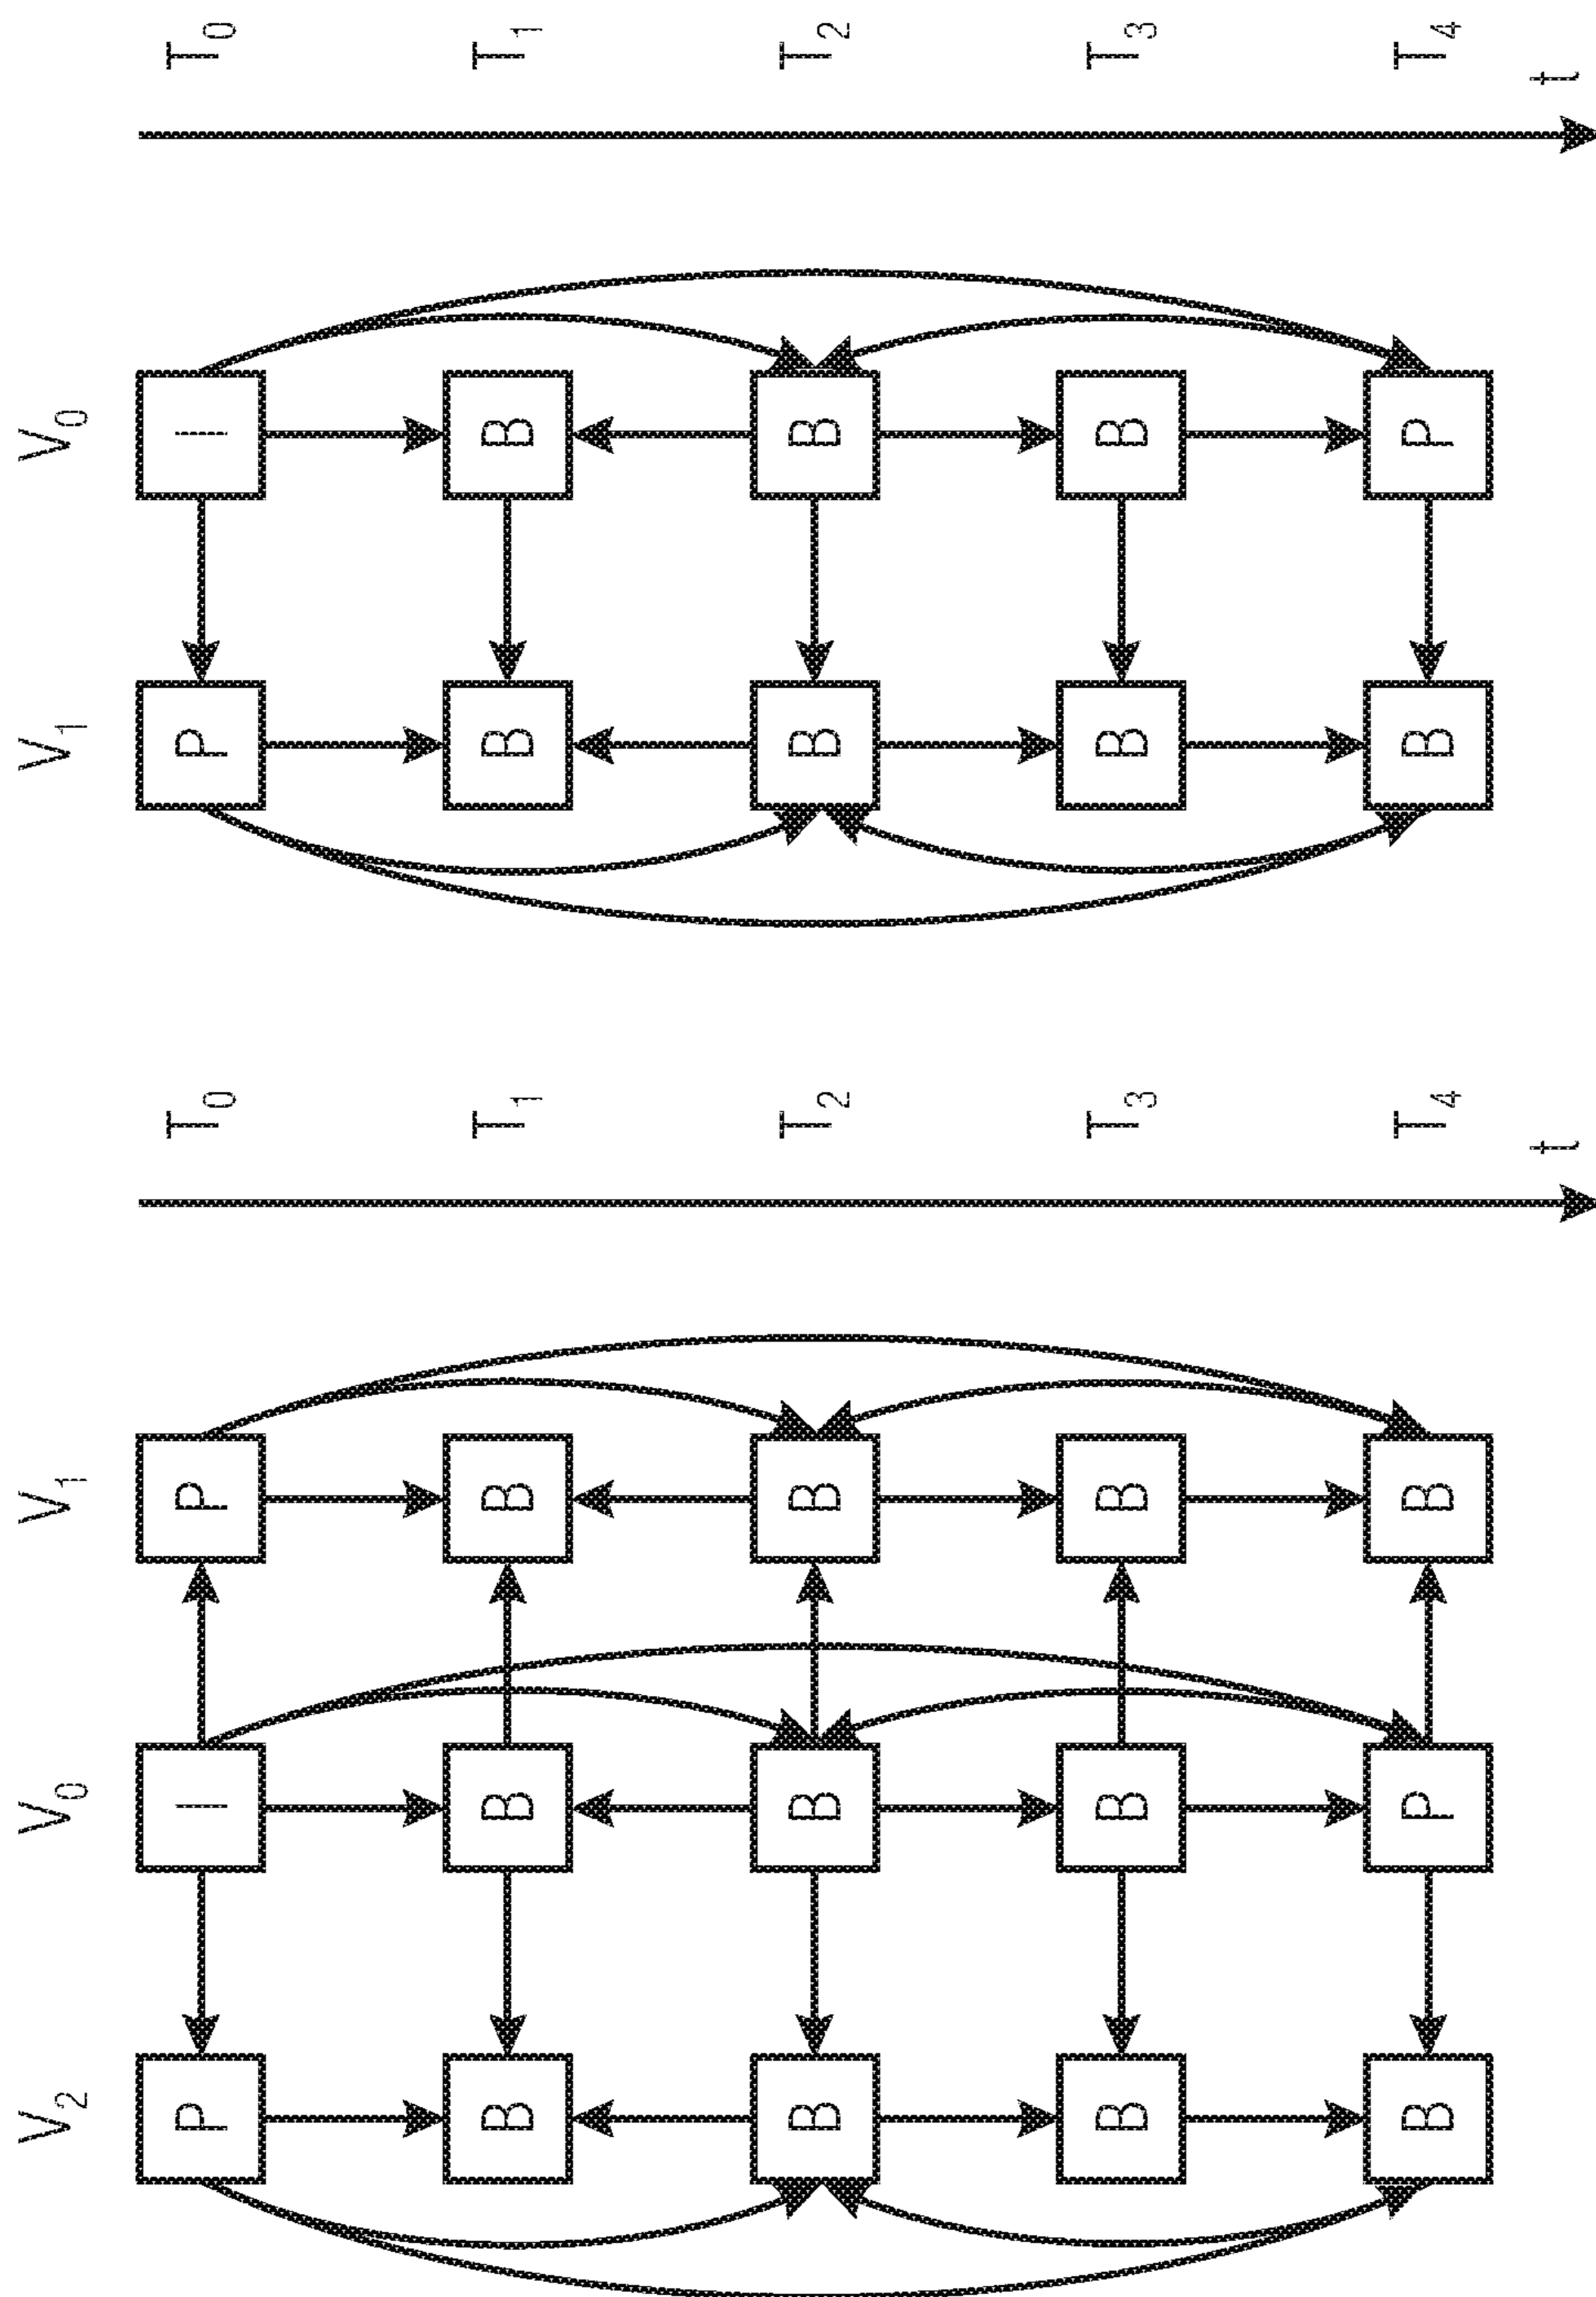 V₂ V₀ V₁ V₁ V₀
P I P T₀ P I T₀
B B B T₁ B B T₁
B B B T₂ B B T₂
B B B T₃ B B T₃
B P B T₄ B P T₄
t t